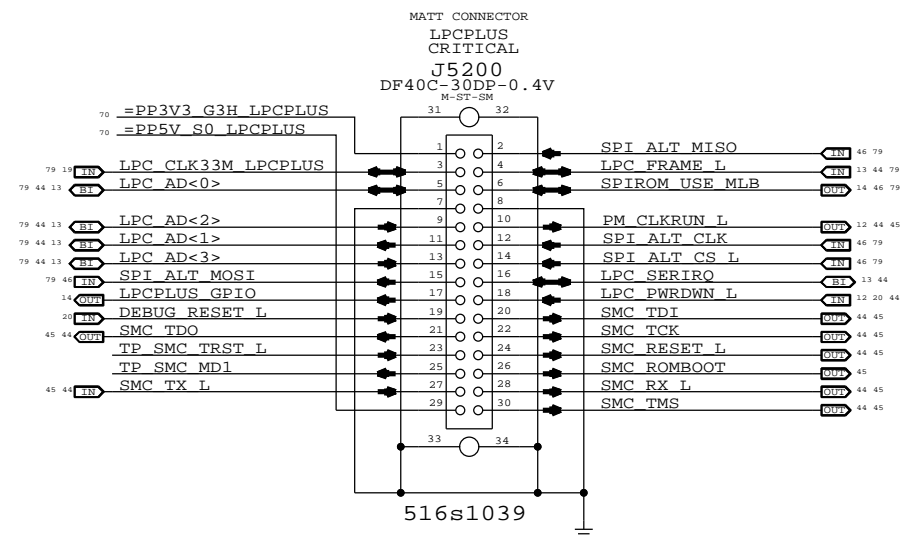 MATT CONNECTOR
LPCPLUS
CRITICAL
J5200
DF40C-30DP-0.4V
M-ST-SM
31 32
70 =PP3V3_G3H_LPCPLUS
70 =PP5V_S0_LPCPLUS
1 2 SPI_ALT_MISO IN 46 79
79 19 IN LPC_CLK33M_LPCPLUS 3 4 LPC_FRAME_L IN 13 44 79
79 44 13 BI LPC_AD<0> 5 6 SPIROM_USE_MLB OUT 14 46 79
7 8
79 44 13 BI LPC_AD<2> 9 10 PM_CLKRUN_L OUT 12 44 45
79 44 13 BI LPC_AD<1> 11 12 SPI_ALT_CLK IN 46 79
79 44 13 BI LPC_AD<3> 13 14 SPI_ALT_CS_L IN 46 79
79 46 IN SPI_ALT_MOSI 15 16 LPC_SERIRQ BI 13 44
14 OUT LPCPLUS_GPIO 17 18 LPC_PWRDWN_L IN 12 20 44
20 IN DEBUG_RESET_L 19 20 SMC_TDI OUT 44 45
45 44 OUT SMC_TDO 21 22 SMC_TCK OUT 44 45
TP_SMC_TRST_L 23 24 SMC_RESET_L OUT 44 45
TP_SMC_MD1 25 26 SMC_ROMBOOT OUT 45
45 44 IN SMC_TX_L 27 28 SMC_RX_L OUT 44 45
29 30 SMC_TMS OUT 44 45
33 34
516s1039